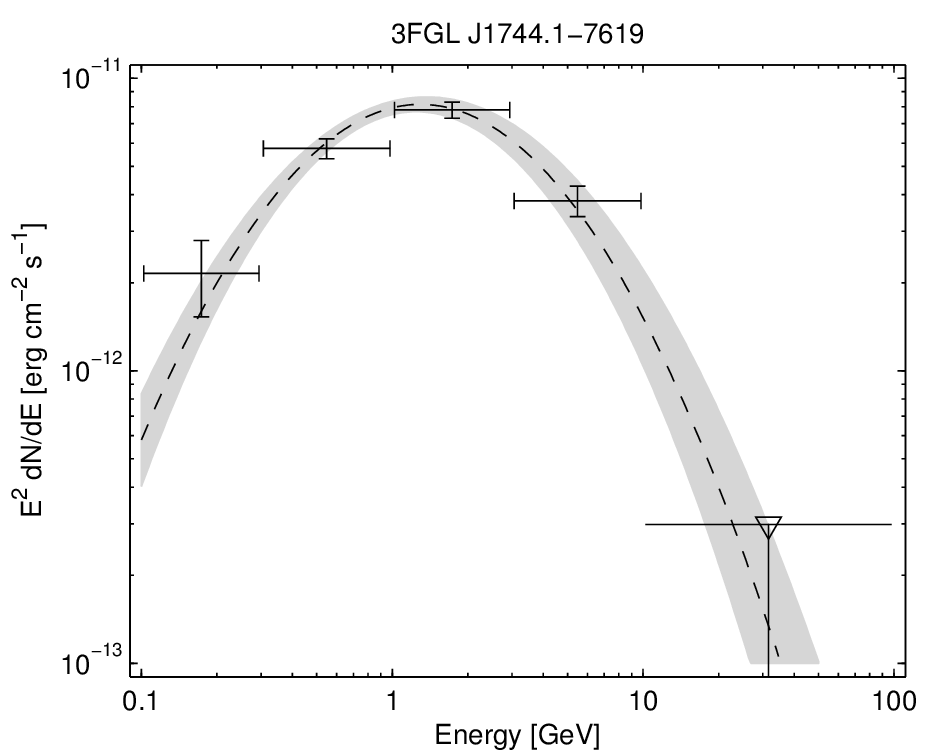 3FGL J1744.1−7619
10⁻¹¹
10⁻¹²
10⁻¹³
E² dN/dE [erg cm⁻² s⁻¹]
0.1 1 10 100
Energy [GeV]